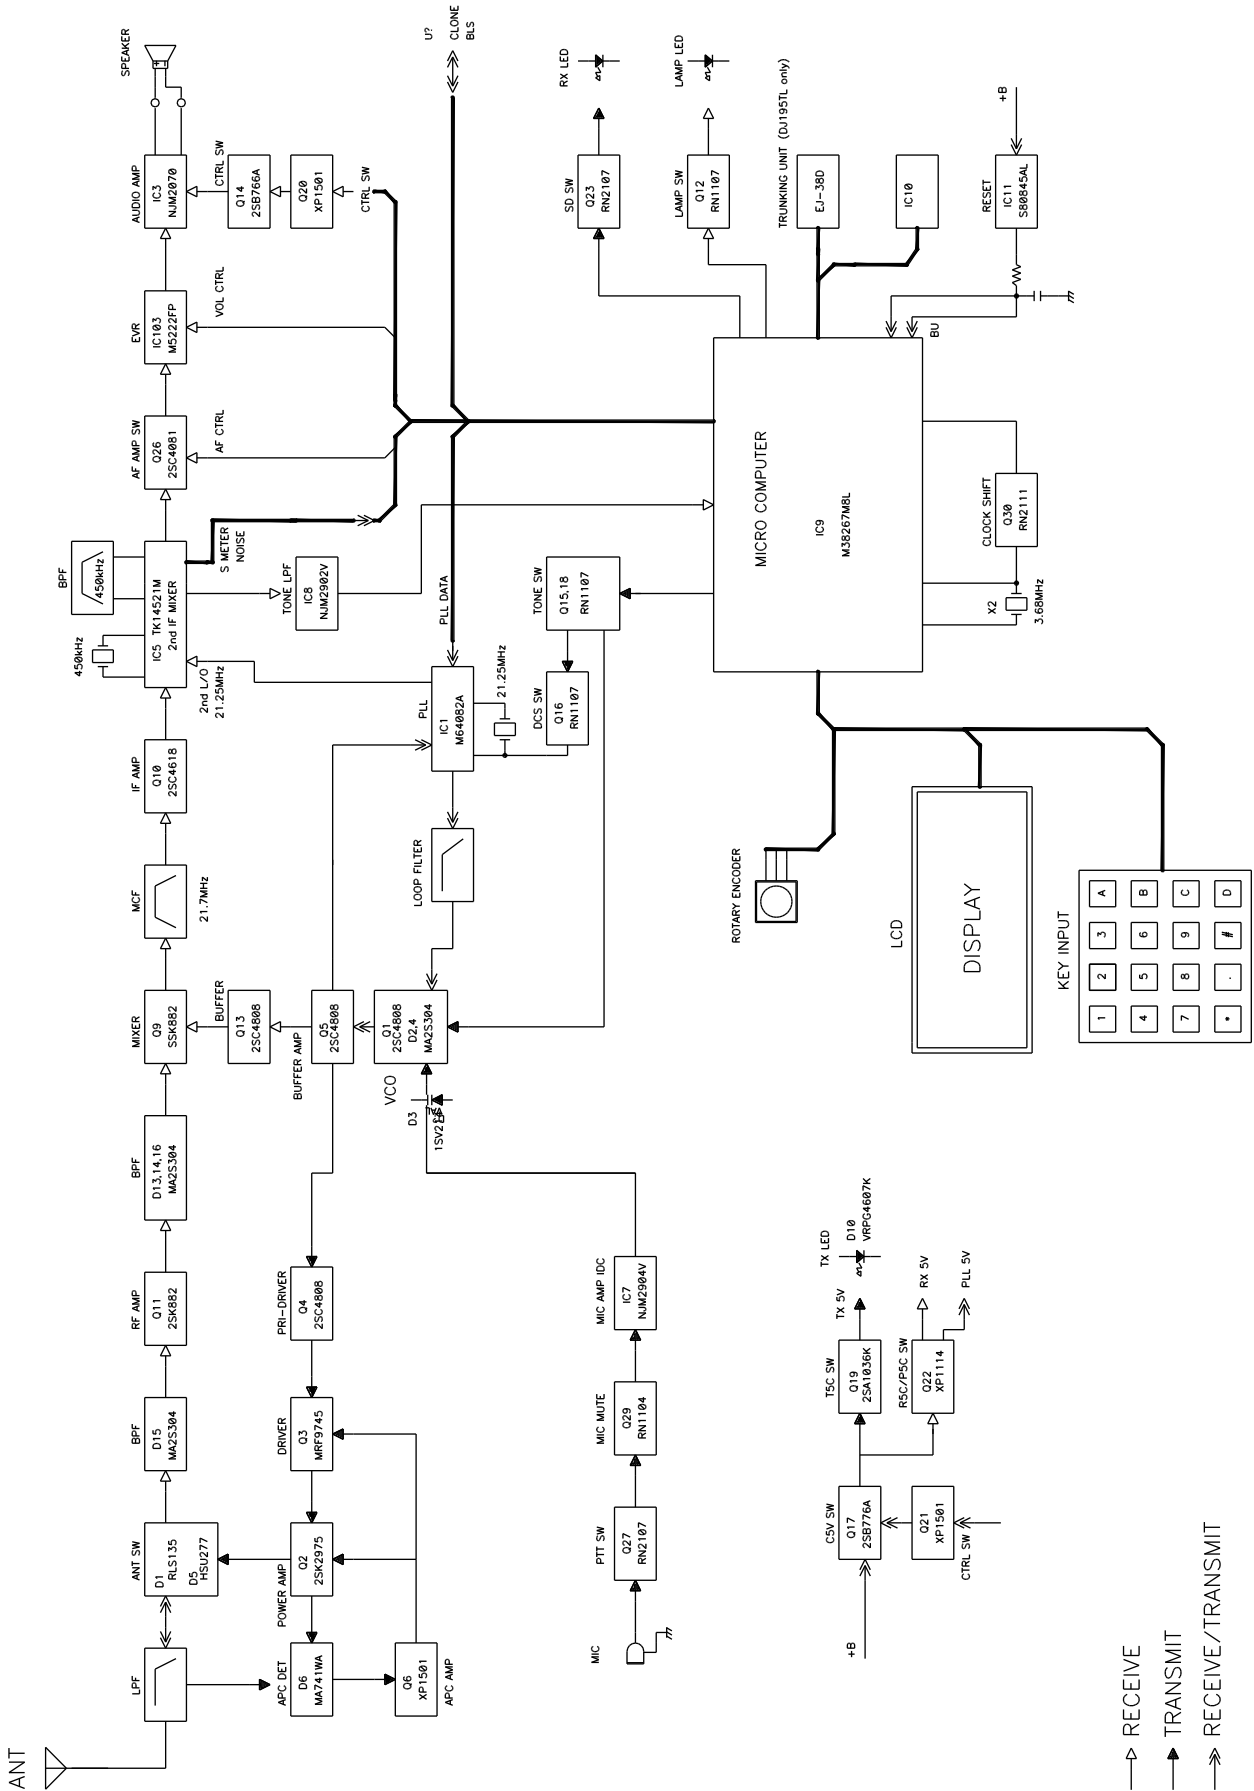 ANT
LPF
ANT SW
D1
RLS135
D5
HSU277
BPF
D15
MA2S304
RF AMP
Q11
2SK882
BPF
D13,14,16
MA2S304
MIXER
Q9
SSK882
MCF
21.7MHz
IF AMP
Q10
2SC4618
450kHz
BPF
450kHz
IC5 TK14521M
2nd IF MIXER
2nd L/O
21.25MHz
S METER
NOISE
AF AMP SW
Q26
2SC4081
AF CTRL
EVR
IC103
M5222FP
VOL CTRL
AUDIO AMP
IC3
NJM2070
SPEAKER
+
-
CTRL SW
Q14
2SB766A
Q20
XP1501
CTRL SW
APC DET
D6
MA741WA
Q6
XP1501
APC AMP
POWER AMP
Q2
2SK2975
DRIVER
Q3
MRF9745
PRI-DRIVER
Q4
2SC4808
BUFFER
Q13
2SC4808
BUFFER AMP
Q5
2SC4808
VCO
Q1
2SC4808
D2,4
MA2S304
D3
LOOP FILTER
PLL
IC1
M64082A
21.25MHz
PLL DATA
TONE LPF
IC8
NJM2902V
U?
CLONE
BLS
DCS SW
Q16
RN1107
TONE SW
Q15,18
RN1107
MIC
PTT SW
Q27
RN2107
MIC MUTE
Q29
RN1104
MIC AMP IDC
IC7
NJM2904V
SD SW
Q23
RN2107
RX LED
LAMP SW
Q12
RN1107
LAMP LED
TRUNKING UNIT (DJ195TL only)
EJ-38D
IC10
RESET
IC11
S80845AL
+B
BU
MICRO COMPUTER
IC9
M38267M8L
CLOCK SHIFT
Q30
RN2111
X2
3.68MHz
ROTARY ENCODER
LCD
DISPLAY
KEY INPUT
1 2 3 A
4 5 6 B
7 8 9 C
* . # D
+B
C5V SW
Q17
2SB776A
Q21
XP1501
CTRL SW
T5C SW
Q19
2SA1036K
TX 5V
TX LED
D10
VRPG4607K
R5C/P5C SW
Q22
XP1114
RX 5V
PLL 5V
RECEIVE
TRANSMIT
RECEIVE/TRANSMIT